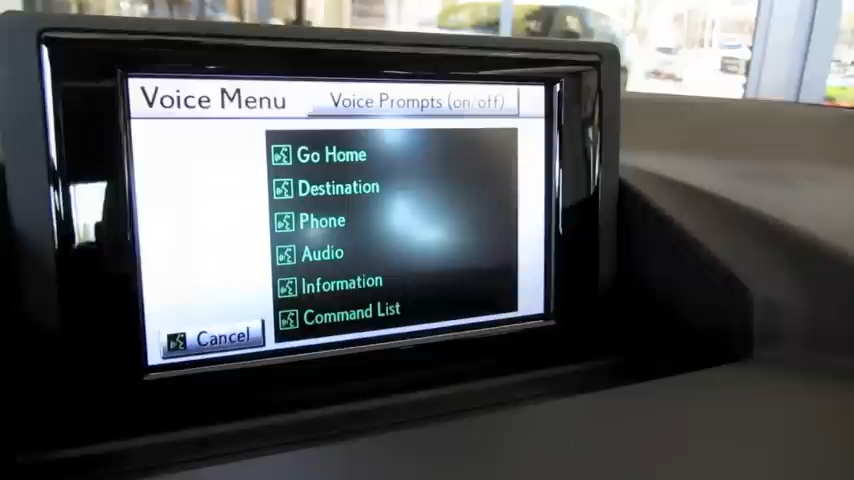 Voice Menu
Voice Prompts (on/off)
Go Home
Destination
Phone
Audio
Information
Command List
Cancel